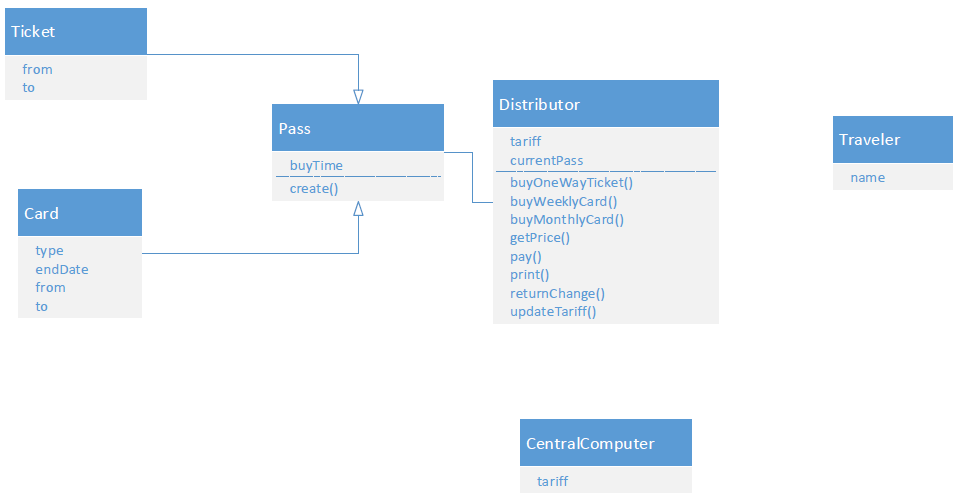 Ticket
from
to
Pass
buyTime
create()
Card
type
endDate
from
to
Distributor
tariff
currentPass
buyOneWayTicket()
buyWeeklyCard()
buyMonthlyCard()
getPrice()
pay()
print()
returnChange()
updateTariff()
Traveler
name
CentralComputer
tariff